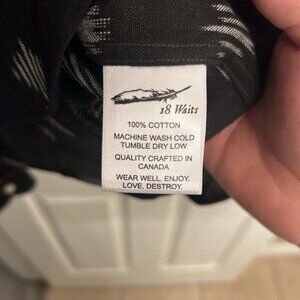 18 Waits
100% COTTON
MACHINE WASH COLD
TUMBLE DRY LOW
QUALITY CRAFTED IN
CANADA
WEAR WELL. ENJOY.
LOVE. DESTROY.